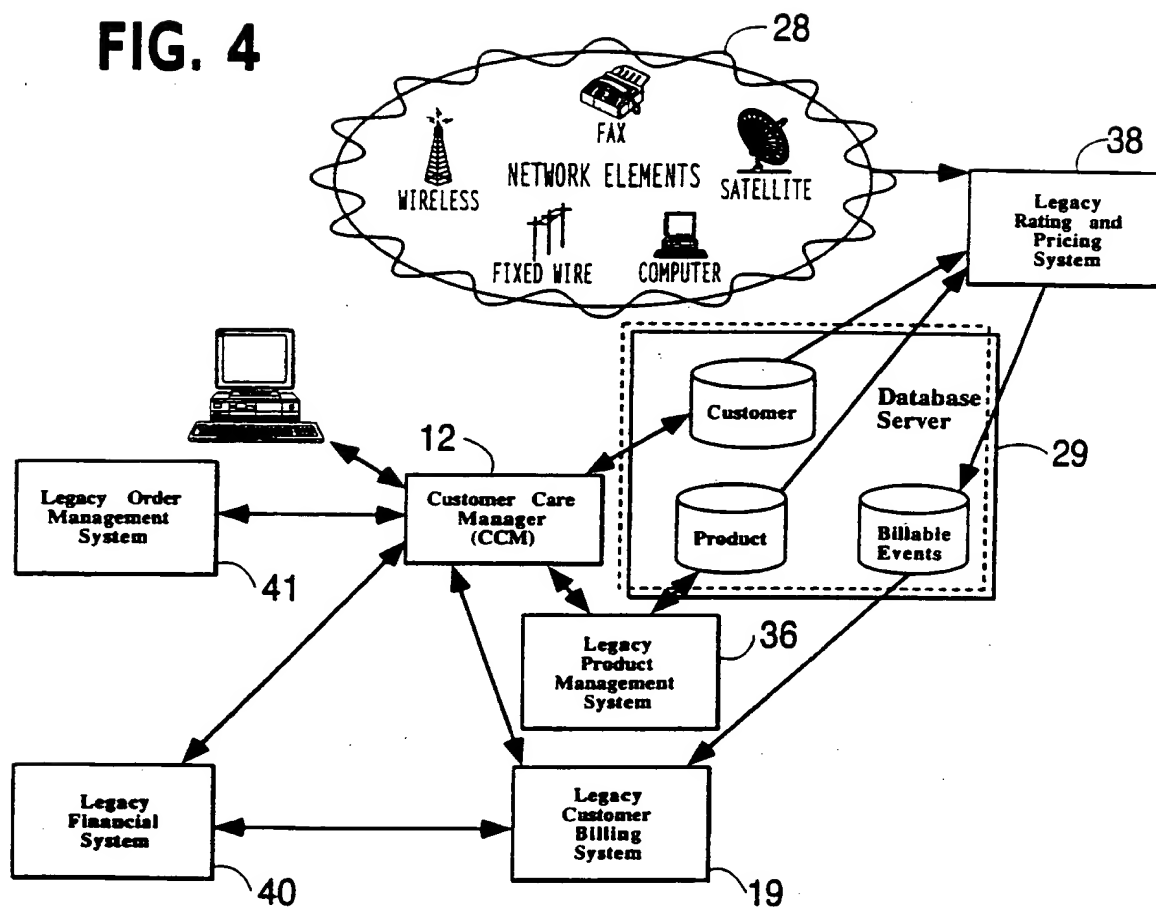 FIG. 4
28
FAX
NETWORK ELEMENTS
WIRELESS
SATELLITE
FIXED WIRE
COMPUTER
38
Legacy
Rating and
Pricing
System
Customer
Database
Server
29
Product
Billable
Events
12
Customer Care
Manager
(CCM)
Legacy Order
Management
System
41
36
Legacy
Product
Management
System
Legacy
Financial
System
40
Legacy
Customer
Billing
System
19